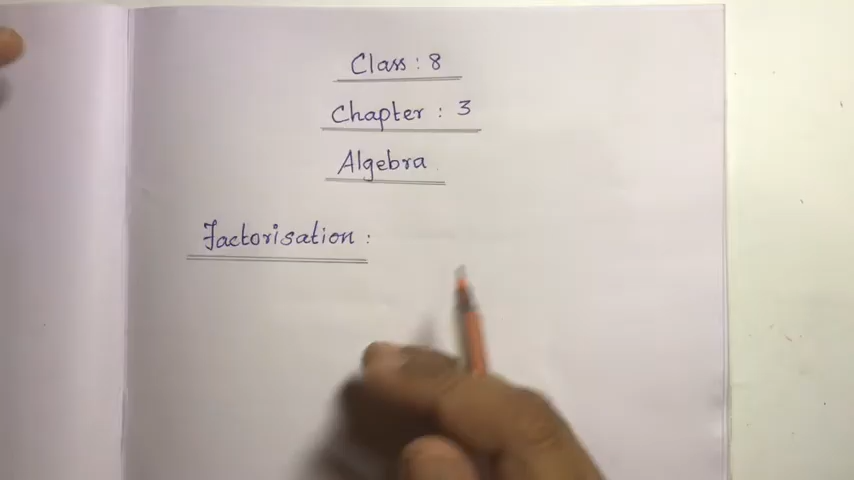 Class : 8
Chapter : 3
Algebra
Factorisation :